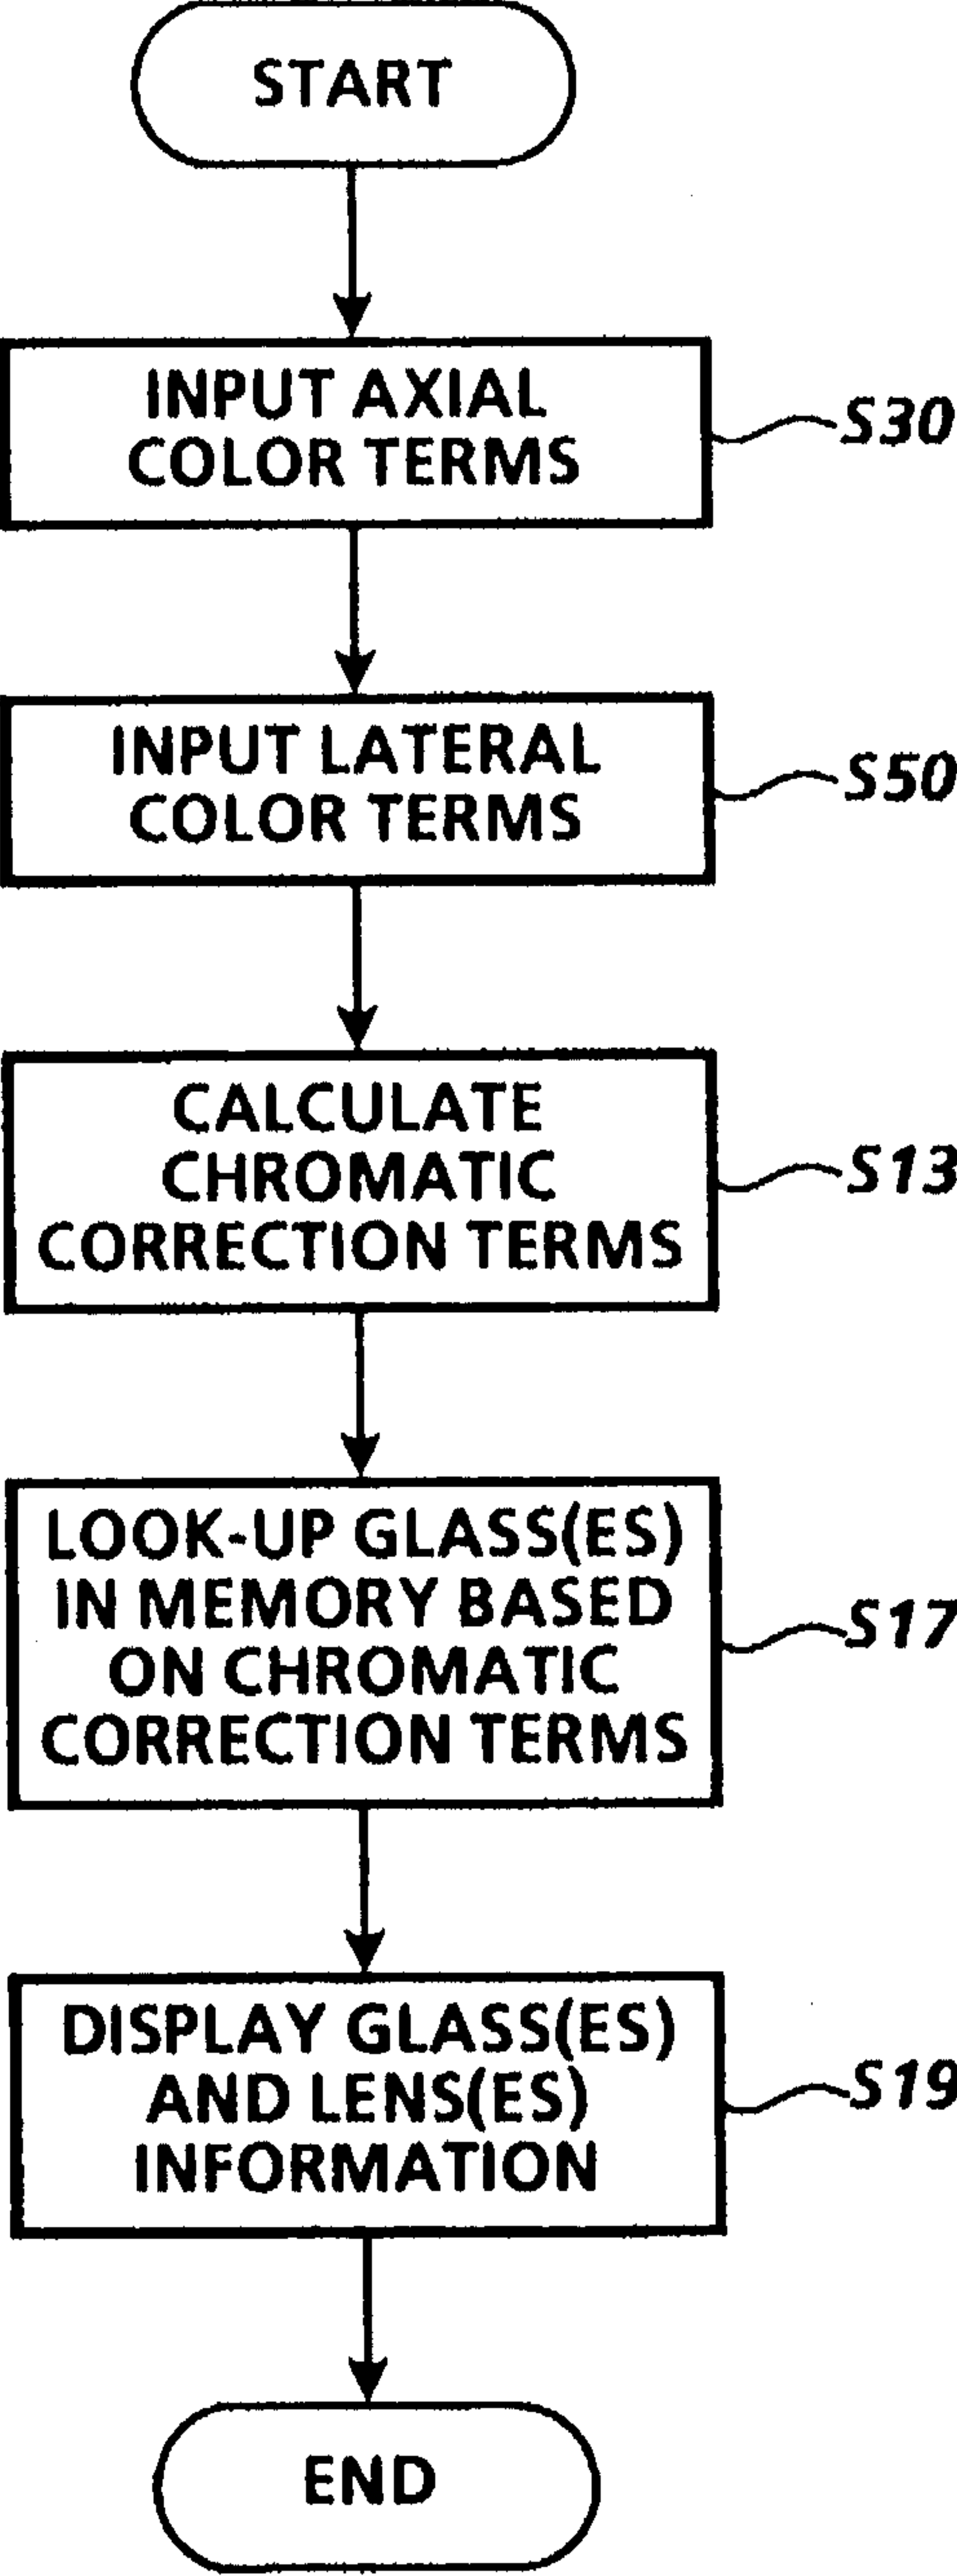 START
INPUT AXIAL
COLOR TERMS
S30
INPUT LATERAL
COLOR TERMS
S50
CALCULATE
CHROMATIC
CORRECTION TERMS
S13
LOOK-UP GLASS(ES)
IN MEMORY BASED
ON CHROMATIC
CORRECTION TERMS
S17
DISPLAY GLASS(ES)
AND LENS(ES)
INFORMATION
S19
END